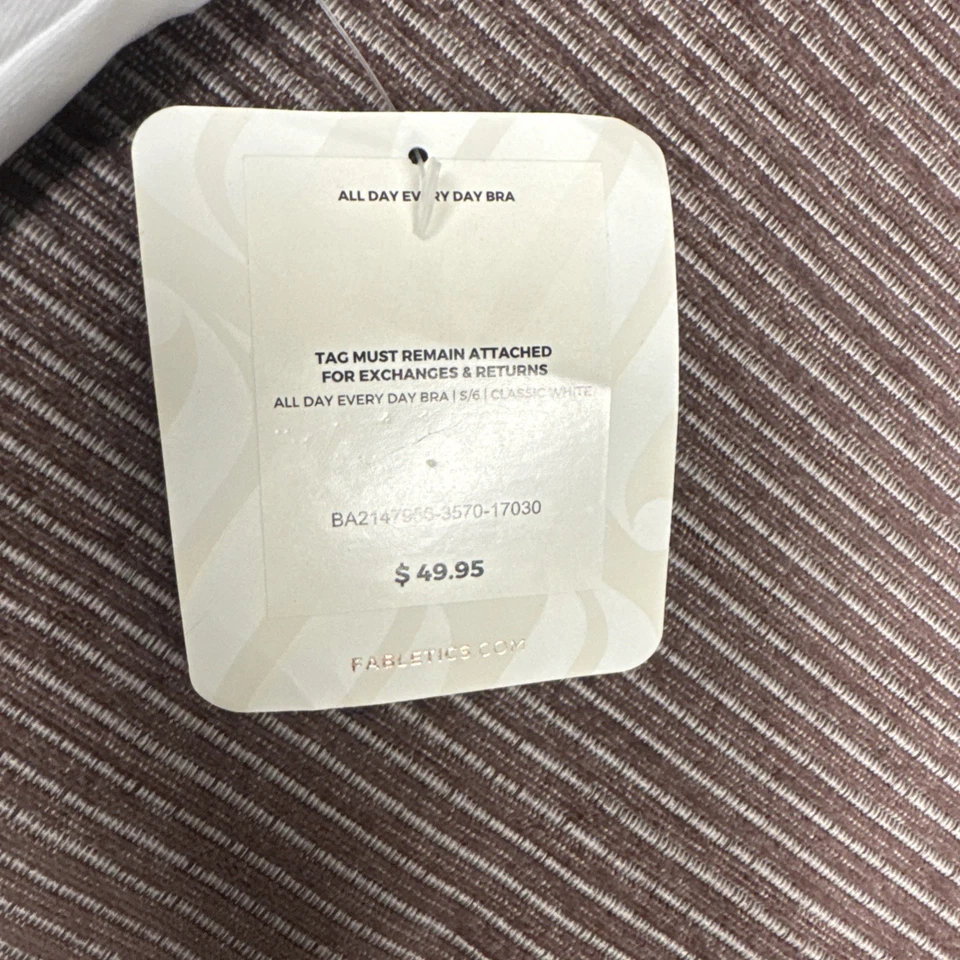 ALL DAY EVERY DAY BRA
TAG MUST REMAIN ATTACHED
FOR EXCHANGES & RETURNS
ALL DAY EVERY DAY BRA | S/6 | CLASSIC WHITE
$ 49.95
FABLETICS.COM